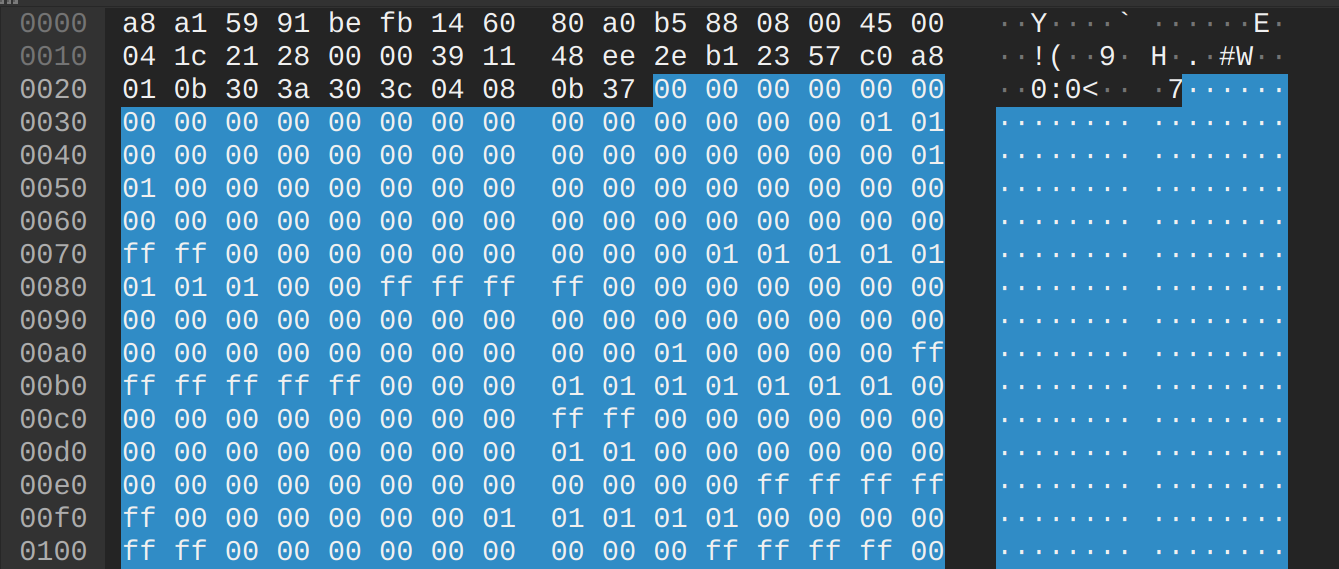 0000 a8 a1 59 91 be fb 14 60 80 a0 b5 88 08 00 45 00 ··Y····` ······E·
0010 04 1c 21 28 00 00 39 11 48 ee 2e b1 23 57 c0 a8 ··!(··9· H·.·#W··
0020 01 0b 30 3a 30 3c 04 08 0b 37 00 00 00 00 00 00 ··0:0<·· ·7······
0030 00 00 00 00 00 00 00 00 00 00 00 00 00 00 01 01 ········ ········
0040 00 00 00 00 00 00 00 00 00 00 00 00 00 00 00 01 ········ ········
0050 01 00 00 00 00 00 00 00 00 00 00 00 00 00 00 00 ········ ········
0060 00 00 00 00 00 00 00 00 00 00 00 00 00 00 00 00 ········ ········
0070 ff ff 00 00 00 00 00 00 00 00 00 01 01 01 01 01 ········ ········
0080 01 01 01 00 00 ff ff ff ff 00 00 00 00 00 00 00 ········ ········
0090 00 00 00 00 00 00 00 00 00 00 00 00 00 00 00 00 ········ ········
00a0 00 00 00 00 00 00 00 00 00 00 01 00 00 00 00 ff ········ ········
00b0 ff ff ff ff ff 00 00 00 01 01 01 01 01 01 01 00 ········ ········
00c0 00 00 00 00 00 00 00 00 ff ff 00 00 00 00 00 00 ········ ········
00d0 00 00 00 00 00 00 00 00 01 01 00 00 00 00 00 00 ········ ········
00e0 00 00 00 00 00 00 00 00 00 00 00 00 ff ff ff ff ········ ········
00f0 ff 00 00 00 00 00 00 01 01 01 01 01 00 00 00 00 ········ ········
0100 ff ff 00 00 00 00 00 00 00 00 00 ff ff ff ff 00 ········ ········